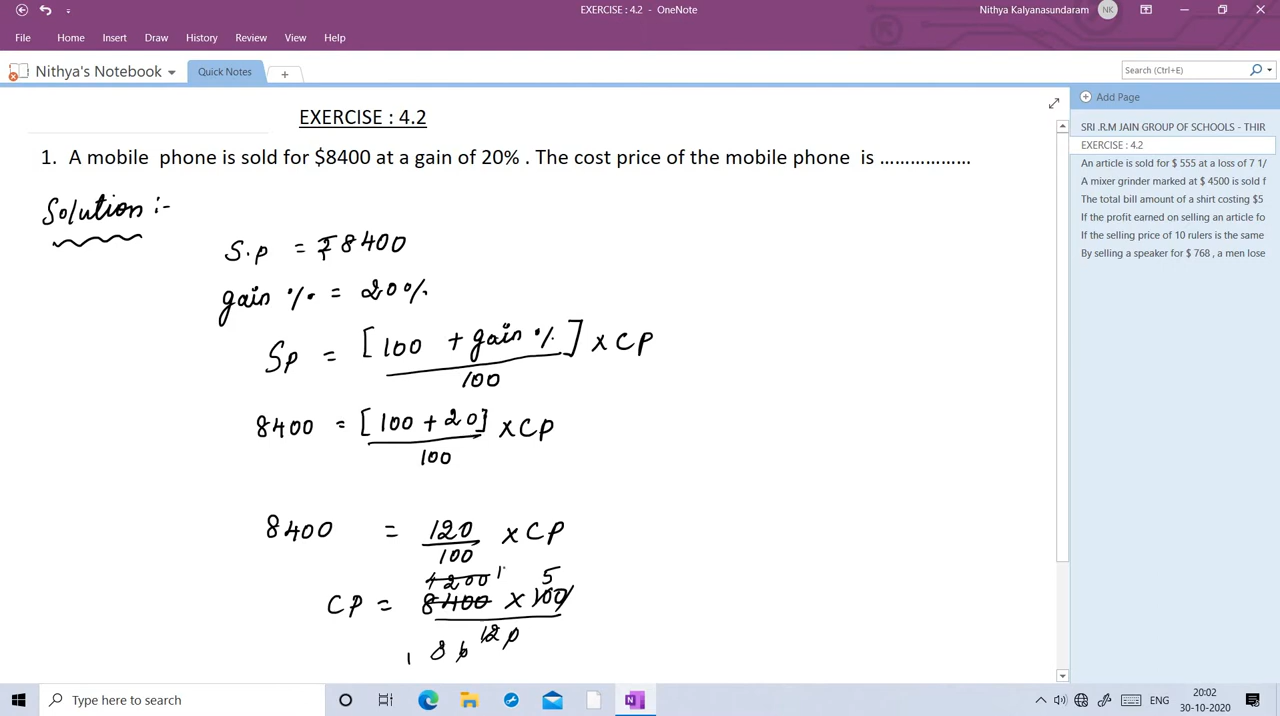 EXERCISE : 4.2 - OneNote
Nithya Kalyanasundaram NK
File Home Insert Draw History Review View Help
Nithya's Notebook Quick Notes +
Search (Ctrl+E)
Add Page
SRI .R.M JAIN GROUP OF SCHOOLS - THIR
EXERCISE : 4.2
An article is sold for $ 555 at a loss of 7 1/
A mixer grinder marked at $ 4500 is sold f
The total bill amount of a shirt costing $5
If the profit earned on selling an article fo
If the selling price of 10 rulers is the same
By selling a speaker for $ 768 , a men lose
EXERCISE : 4.2
1. A mobile phone is sold for $8400 at a gain of 20% . The cost price of the mobile phone is ………………
Solution :-
S.P = ₹8400
gain % = 20%
SP = [100 + gain %] × CP
100
8400 = [100 + 20] × CP
100
8400 = 120 × CP
100
4200 1 5
CP = 8400 × 100
120
1 8
Type here to search
ENG
20:02
30-10-2020